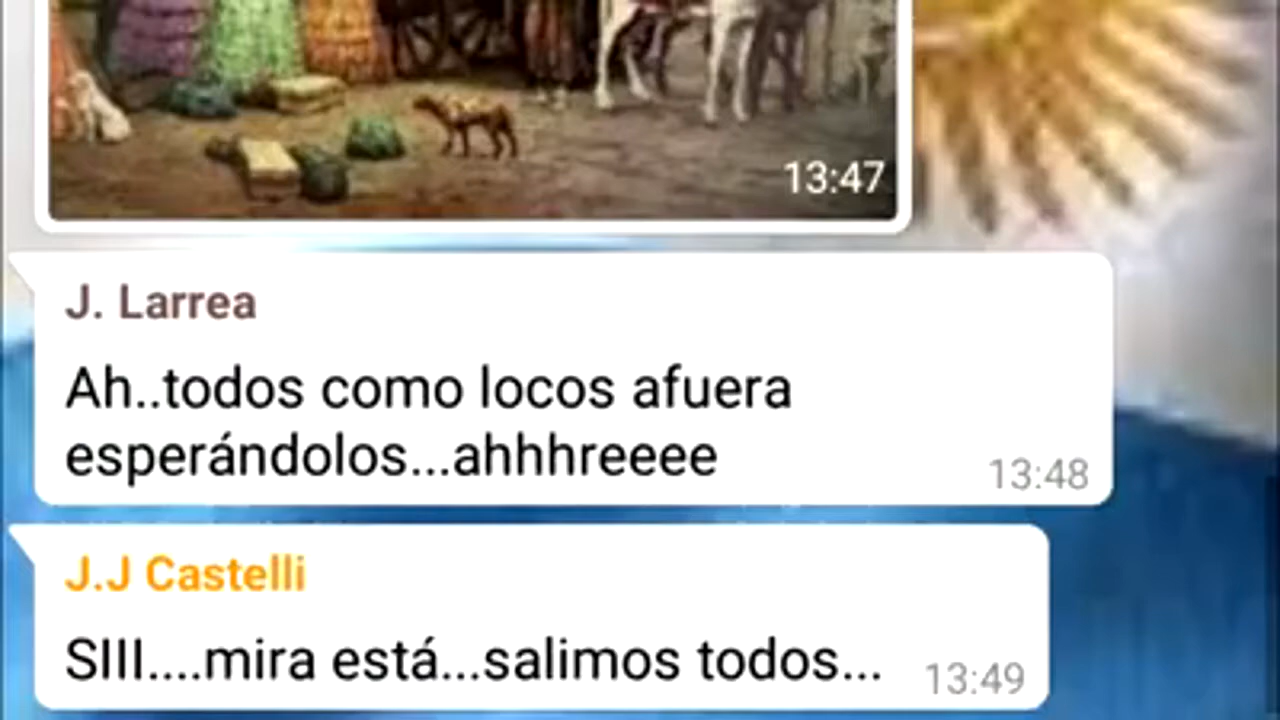 13:47
J. Larrea
Ah..todos como locos afuera
esperándolos...ahhhreeee
13:48
J.J Castelli
SIII....mira está...salimos todos...
13:49